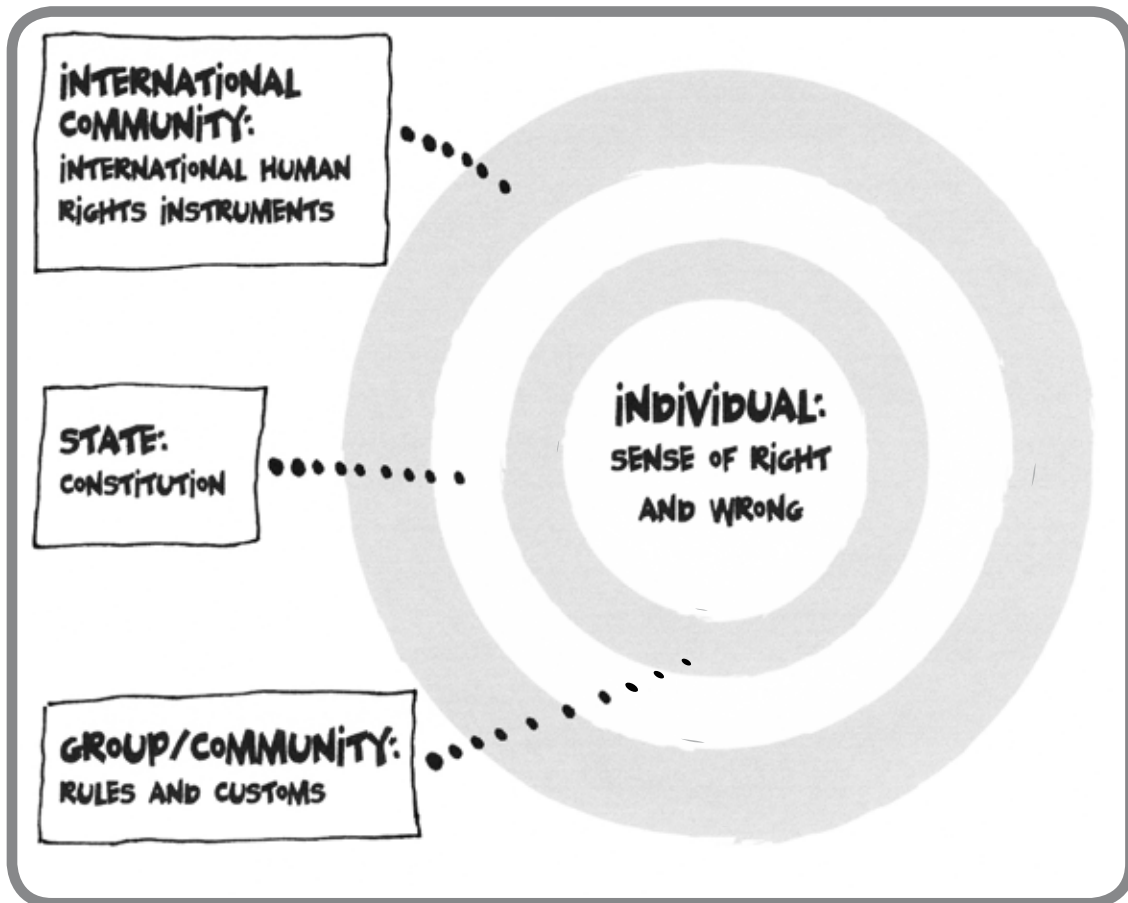 INTERNATIONAL
COMMUNITY:
INTERNATIONAL HUMAN
RIGHTS INSTRUMENTS
STATE:
CONSTITUTION
INDIVIDUAL:
SENSE OF RIGHT
AND WRONG
GROUP/COMMUNITY:
RULES AND CUSTOMS